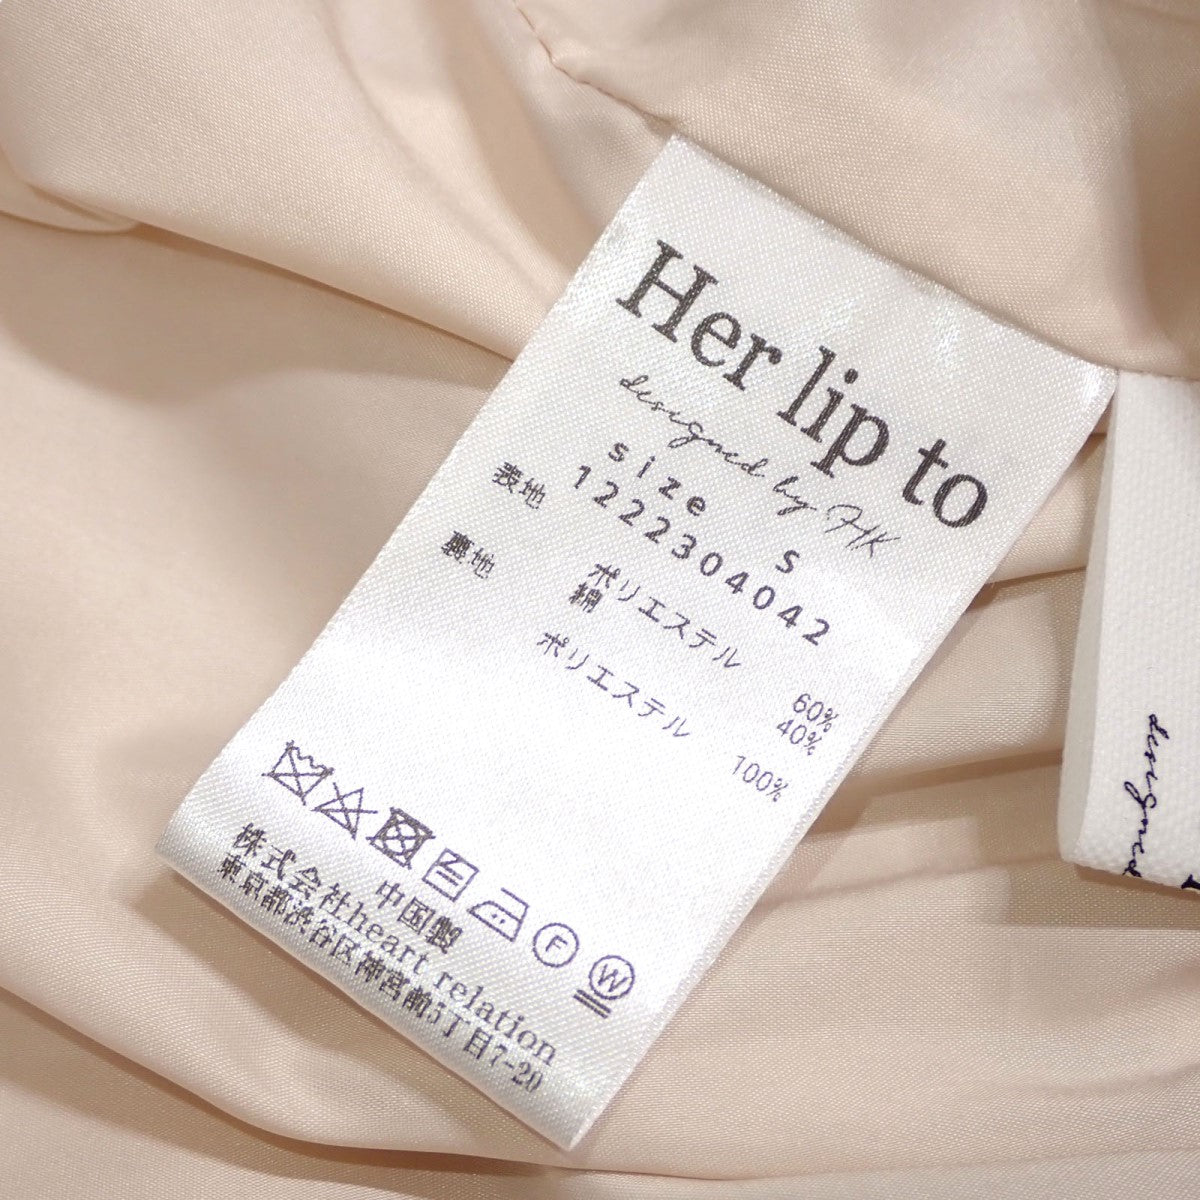 Her lip to
designed by HK
size S
1222304042
表地 ポリエステル 60%
綿 40%
裏地 ポリエステル 100%
F
W
中国製
株式会社heart relation
東京都渋谷区神宮前5丁目7-20
designed